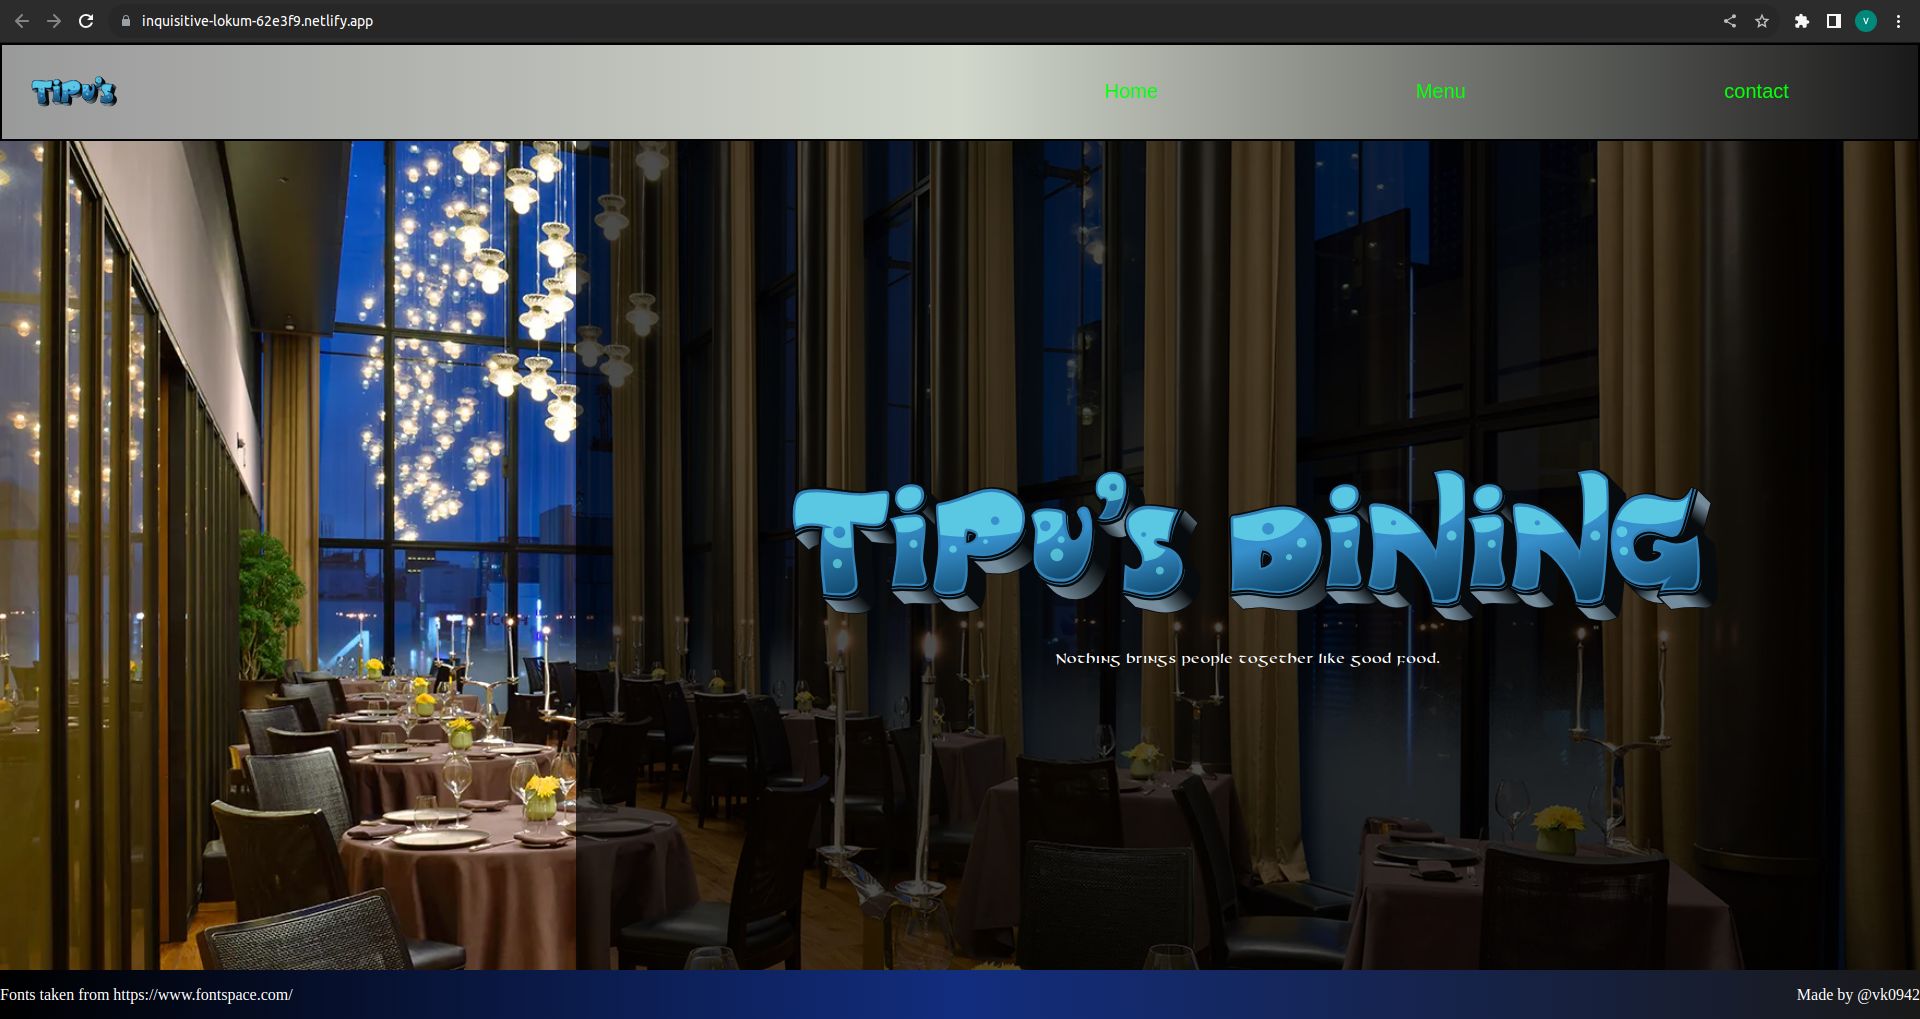 inquisitive-lokum-62e3f9.netlify.app
V
TiPu's
Home Menu contact
TiPu's DiNiNG
Nothing brings people together like good food.
Fonts taken from https://www.fontspace.com/ Made by @vk0942